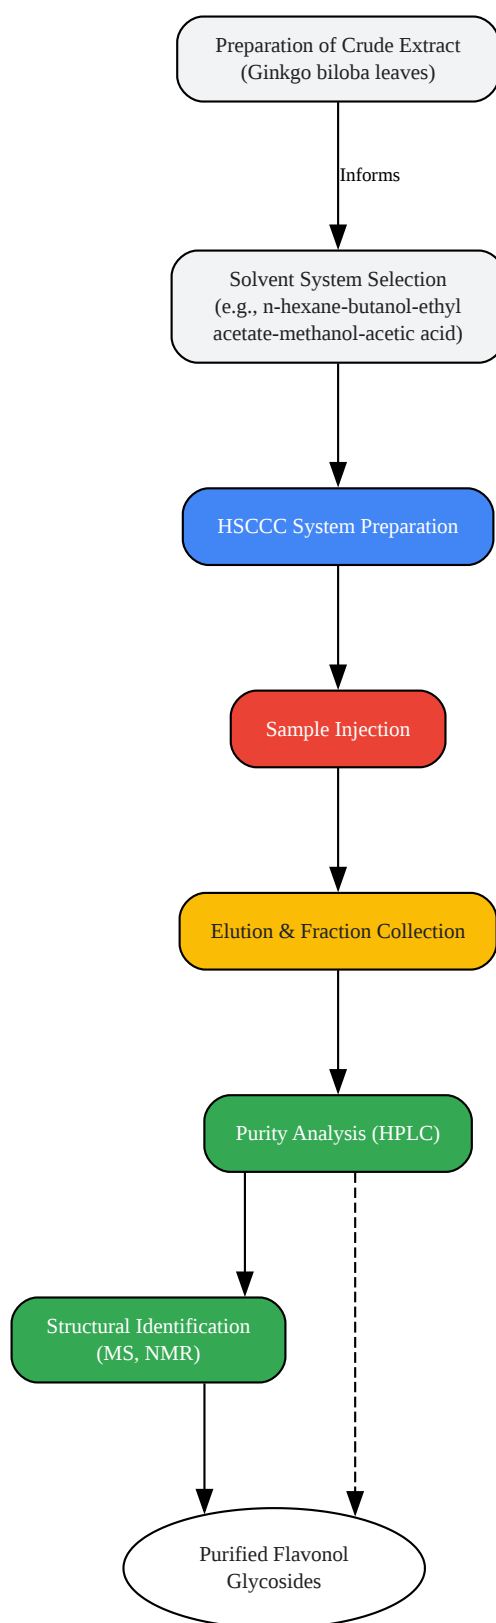 Preparation of Crude Extract
(Ginkgo biloba leaves)
Informs
Solvent System Selection
(e.g., n-hexane-butanol-ethyl
acetate-methanol-acetic acid)
HSCCC System Preparation
Sample Injection
Elution & Fraction Collection
Purity Analysis (HPLC)
Structural Identification
(MS, NMR)
Purified Flavonol
Glycosides